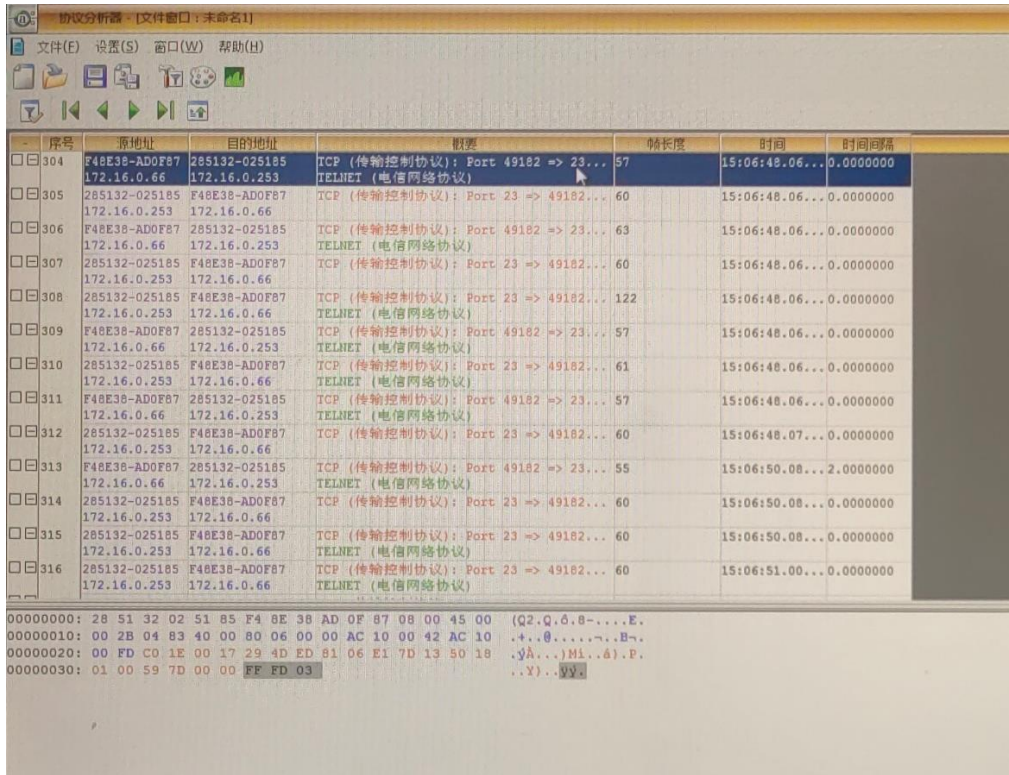 协议分析器 - [文件窗口 : 未命名1]
文件(F) 设置(S) 窗口(W) 帮助(H)
- 序号 源地址 目的地址 概要 帧长度 时间 时间间隔
304 F48E38-AD0F87 285132-025185 TCP (传输控制协议): Port 49182 => 23... 57 15:06:48.06... 0.0000000
172.16.0.66 172.16.0.253 TELNET (电信网络协议)
305 285132-025185 F48E38-AD0F87 TCP (传输控制协议): Port 23 => 49182... 60 15:06:48.06... 0.0000000
172.16.0.253 172.16.0.66
306 F48E38-AD0F87 285132-025185 TCP (传输控制协议): Port 49182 => 23... 63 15:06:48.06... 0.0000000
172.16.0.66 172.16.0.253 TELNET (电信网络协议)
307 285132-025185 F48E38-AD0F87 TCP (传输控制协议): Port 23 => 49182... 60 15:06:48.06... 0.0000000
172.16.0.253 172.16.0.66
308 285132-025185 F48E38-AD0F87 TCP (传输控制协议): Port 23 => 49182... 122 15:06:48.06... 0.0000000
172.16.0.253 172.16.0.66 TELNET (电信网络协议)
309 F48E38-AD0F87 285132-025185 TCP (传输控制协议): Port 49182 => 23... 57 15:06:48.06... 0.0000000
172.16.0.66 172.16.0.253 TELNET (电信网络协议)
310 285132-025185 F48E38-AD0F87 TCP (传输控制协议): Port 23 => 49182... 61 15:06:48.06... 0.0000000
172.16.0.253 172.16.0.66 TELNET (电信网络协议)
311 F48E38-AD0F87 285132-025185 TCP (传输控制协议): Port 49182 => 23... 57 15:06:48.06... 0.0000000
172.16.0.66 172.16.0.253 TELNET (电信网络协议)
312 285132-025185 F48E38-AD0F87 TCP (传输控制协议): Port 23 => 49182... 60 15:06:48.07... 0.0000000
172.16.0.253 172.16.0.66
313 F48E38-AD0F87 285132-025185 TCP (传输控制协议): Port 49182 => 23... 55 15:06:50.08... 2.0000000
172.16.0.66 172.16.0.253 TELNET (电信网络协议)
314 285132-025185 F48E38-AD0F87 TCP (传输控制协议): Port 23 => 49182... 60 15:06:50.08... 0.0000000
172.16.0.253 172.16.0.66
315 285132-025185 F48E38-AD0F87 TCP (传输控制协议): Port 23 => 49182... 60 15:06:50.08... 0.0000000
172.16.0.253 172.16.0.66 TELNET (电信网络协议)
316 285132-025185 F48E38-AD0F87 TCP (传输控制协议): Port 23 => 49182... 60 15:06:51.00... 0.0000000
172.16.0.253 172.16.0.66 TELNET (电信网络协议)
00000000: 28 51 32 02 51 85 F4 8E 38 AD 0F 87 08 00 45 00 (Q2.Q.ô.8-....E.
00000010: 00 2B 04 83 40 00 80 06 00 00 AC 10 00 42 AC 10 .+..@.....¬..B¬.
00000020: 00 FD C0 1E 00 17 29 4D ED 81 06 E1 7D 13 50 18 .ýÀ...)Mí..á}.P.
00000030: 01 00 59 7D 00 00 FF FD 03 ..Y}..ÿý.